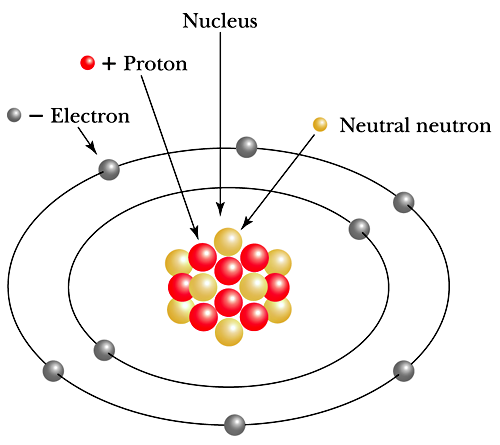 Nucleus
+ Proton
− Electron
Neutral neutron